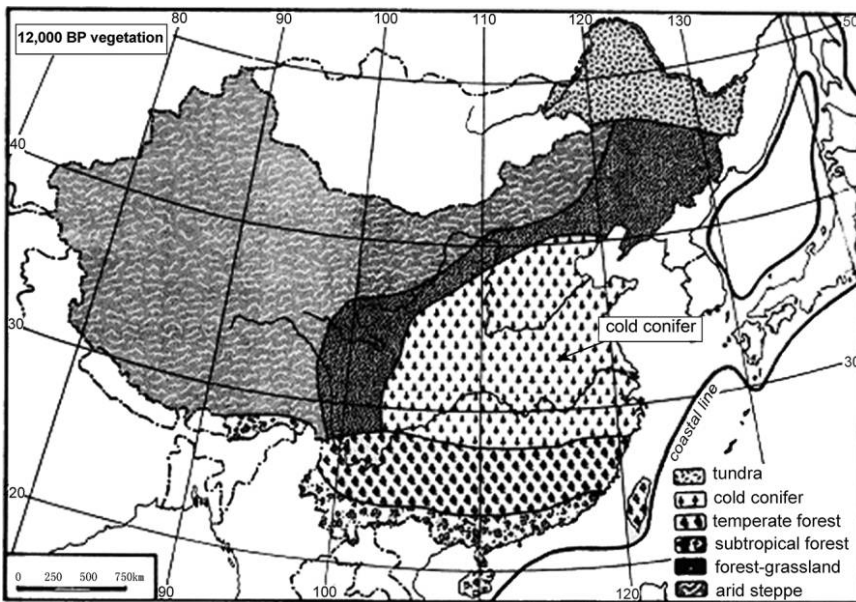 80
90
100
110
120
130
50
12,000 BP vegetation
40
30
cold conifer
30
coastal line
20
tundra
cold conifer
temperate forest
subtropical forest
forest-grassland
arid steppe
0 250 500 750km
90
100
110
120